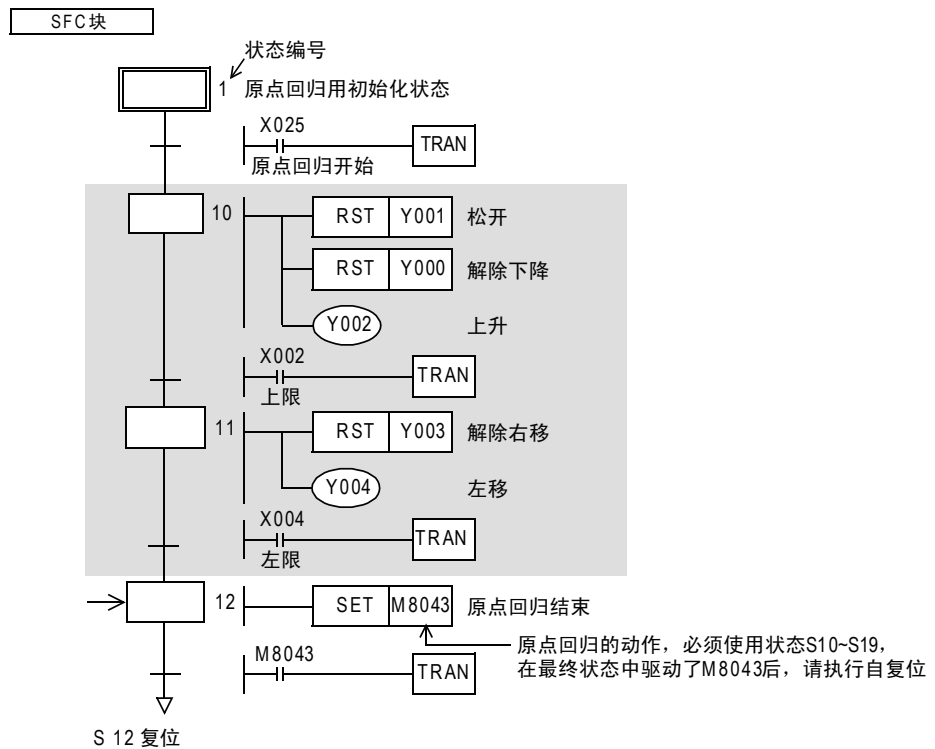 SFC块
状态编号
1 原点回归用初始化状态
X025
TRAN
原点回归开始
10
RST Y001 松开
RST Y000 解除下降
Y002 上升
X002
TRAN
上限
11
RST Y003 解除右移
Y004 左移
X004
TRAN
左限
12
SET M8043 原点回归结束
原点回归的动作，必须使用状态S10~S19，
在最终状态中驱动了M8043后，请执行自复位
M8043
TRAN
S 12 复位